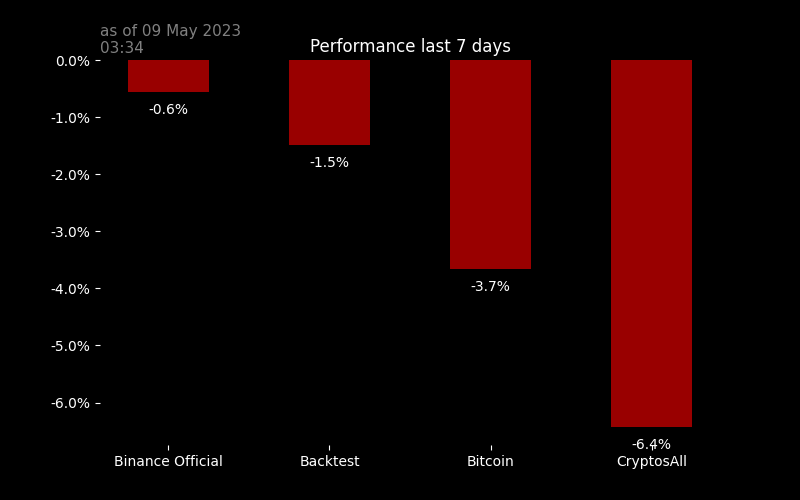 as of 09 May 2023
03:34
Performance last 7 days
0.0%
-1.0%
-2.0%
-3.0%
-4.0%
-5.0%
-6.0%
-0.6%
-1.5%
-3.7%
-6.4%
Binance Official
Backtest
Bitcoin
CryptosAll